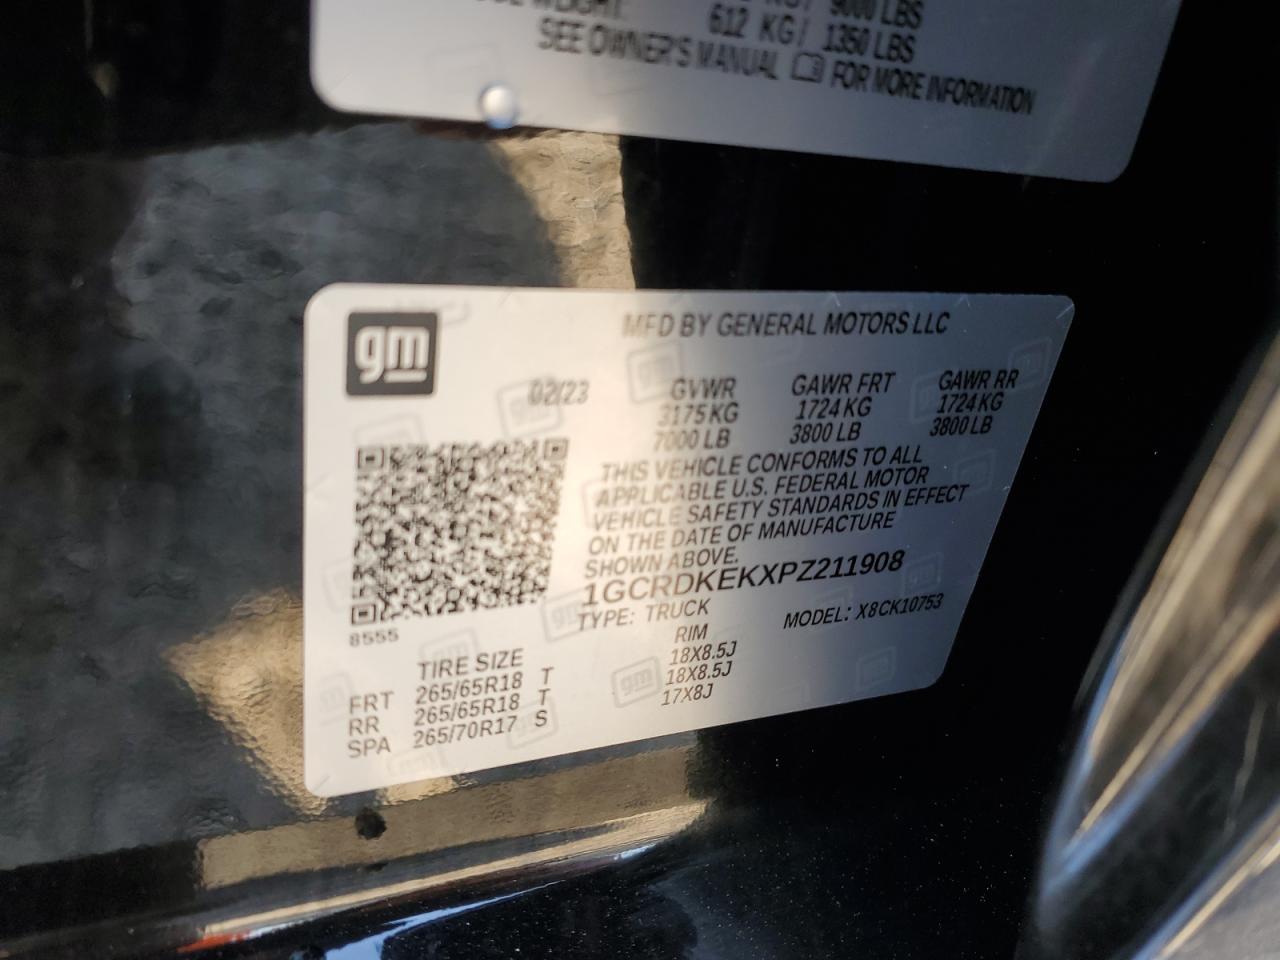 9000 LBS
612 KG/ 1350 LBS
SEE OWNER'S MANUAL FOR MORE INFORMATION
gm
MFD BY GENERAL MOTORS LLC
02/23 GVWR GAWR FRT GAWR RR
3175 KG 1724 KG 1724 KG
7000 LB 3800 LB 3800 LB
THIS VEHICLE CONFORMS TO ALL
APPLICABLE U.S. FEDERAL MOTOR
VEHICLE SAFETY STANDARDS IN EFFECT
ON THE DATE OF MANUFACTURE
SHOWN ABOVE.
1GCRDKEKXPZ211908
TYPE: TRUCK MODEL: X8CK10753
8555
TIRE SIZE RIM
FRT 265/65R18 T 18X8.5J
RR 265/65R18 T 18X8.5J
SPA 265/70R17 S 17X8J